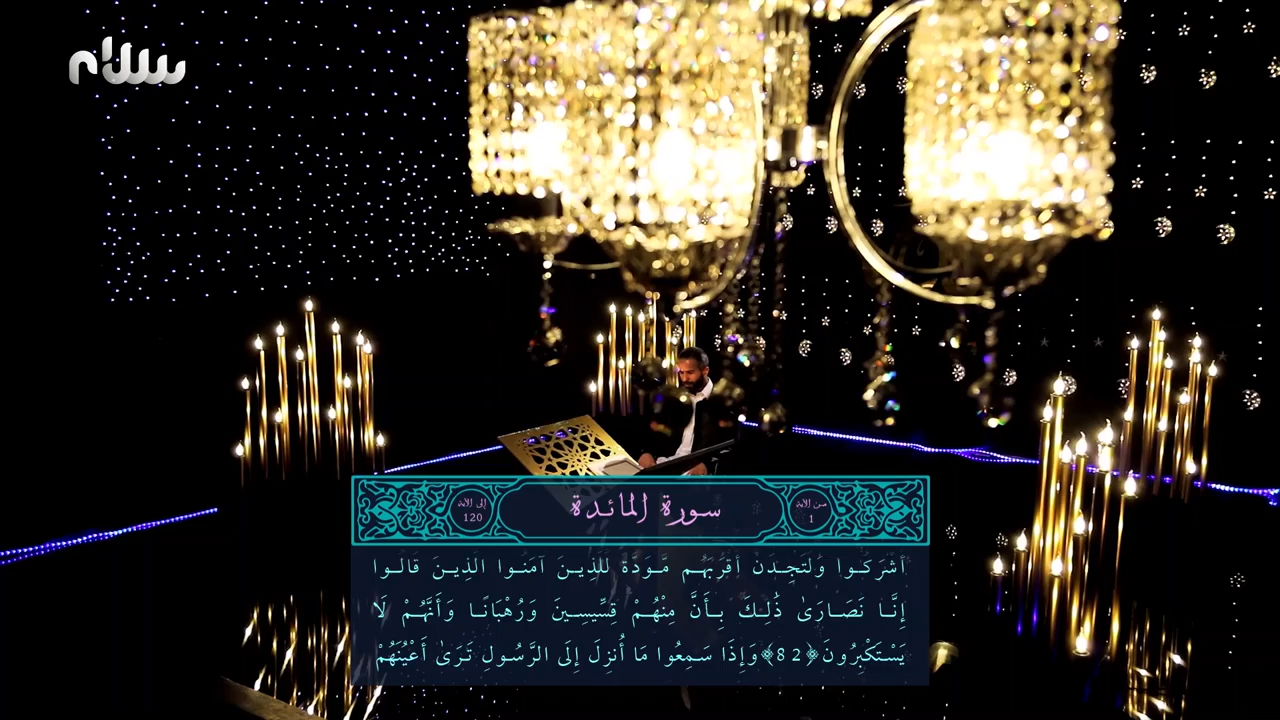 سلام
سورة المائدة
من الآية
1
إلى الآية
120
أَشْرَكُوا وَلَتَجِدَنَّ أَقْرَبَهُم مَّوَدَّةً لِّلَّذِينَ آمَنُوا الَّذِينَ قَالُوا
إِنَّا نَصَارَىٰ ذَٰلِكَ بِأَنَّ مِنْهُمْ قِسِّيسِينَ وَرُهْبَانًا وَأَنَّهُمْ لَا
يَسْتَكْبِرُونَ﴿82﴾وَإِذَا سَمِعُوا مَا أُنزِلَ إِلَى الرَّسُولِ تَرَىٰ أَعْيُنَهُمْ